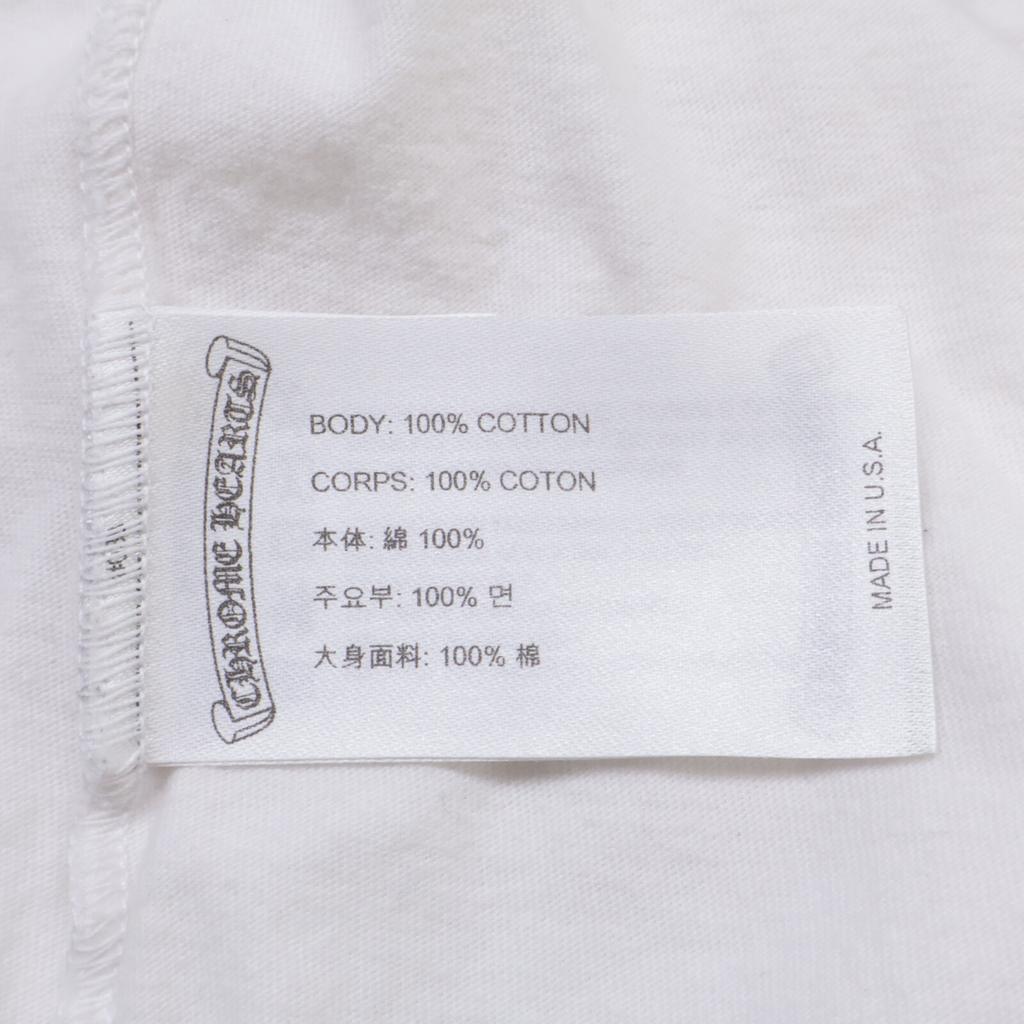 CHROME HEARTS
BODY: 100% COTTON
CORPS: 100% COTON
本体: 綿 100%
주요부: 100% 면
大身面料: 100% 棉
MADE IN U.S.A.